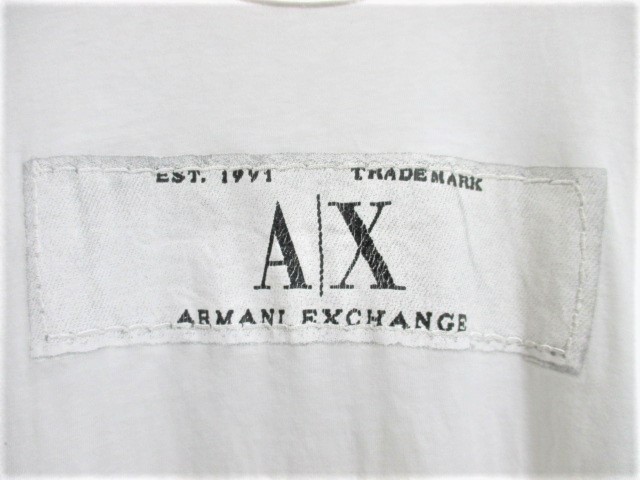 EST. 1991 TRADEMARK
A|X
ARMANI EXCHANGE